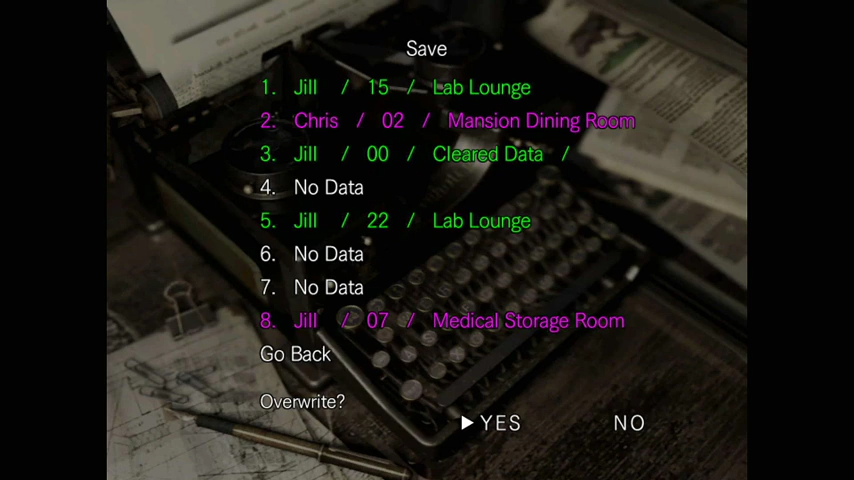 Save
1. Jill / 15 / Lab Lounge
2. Chris / 02 / Mansion Dining Room
3. Jill / 00 / Cleared Data /
4. No Data
5. Jill / 22 / Lab Lounge
6. No Data
7. No Data
8. Jill / 07 / Medical Storage Room
Go Back
Overwrite?
YES NO